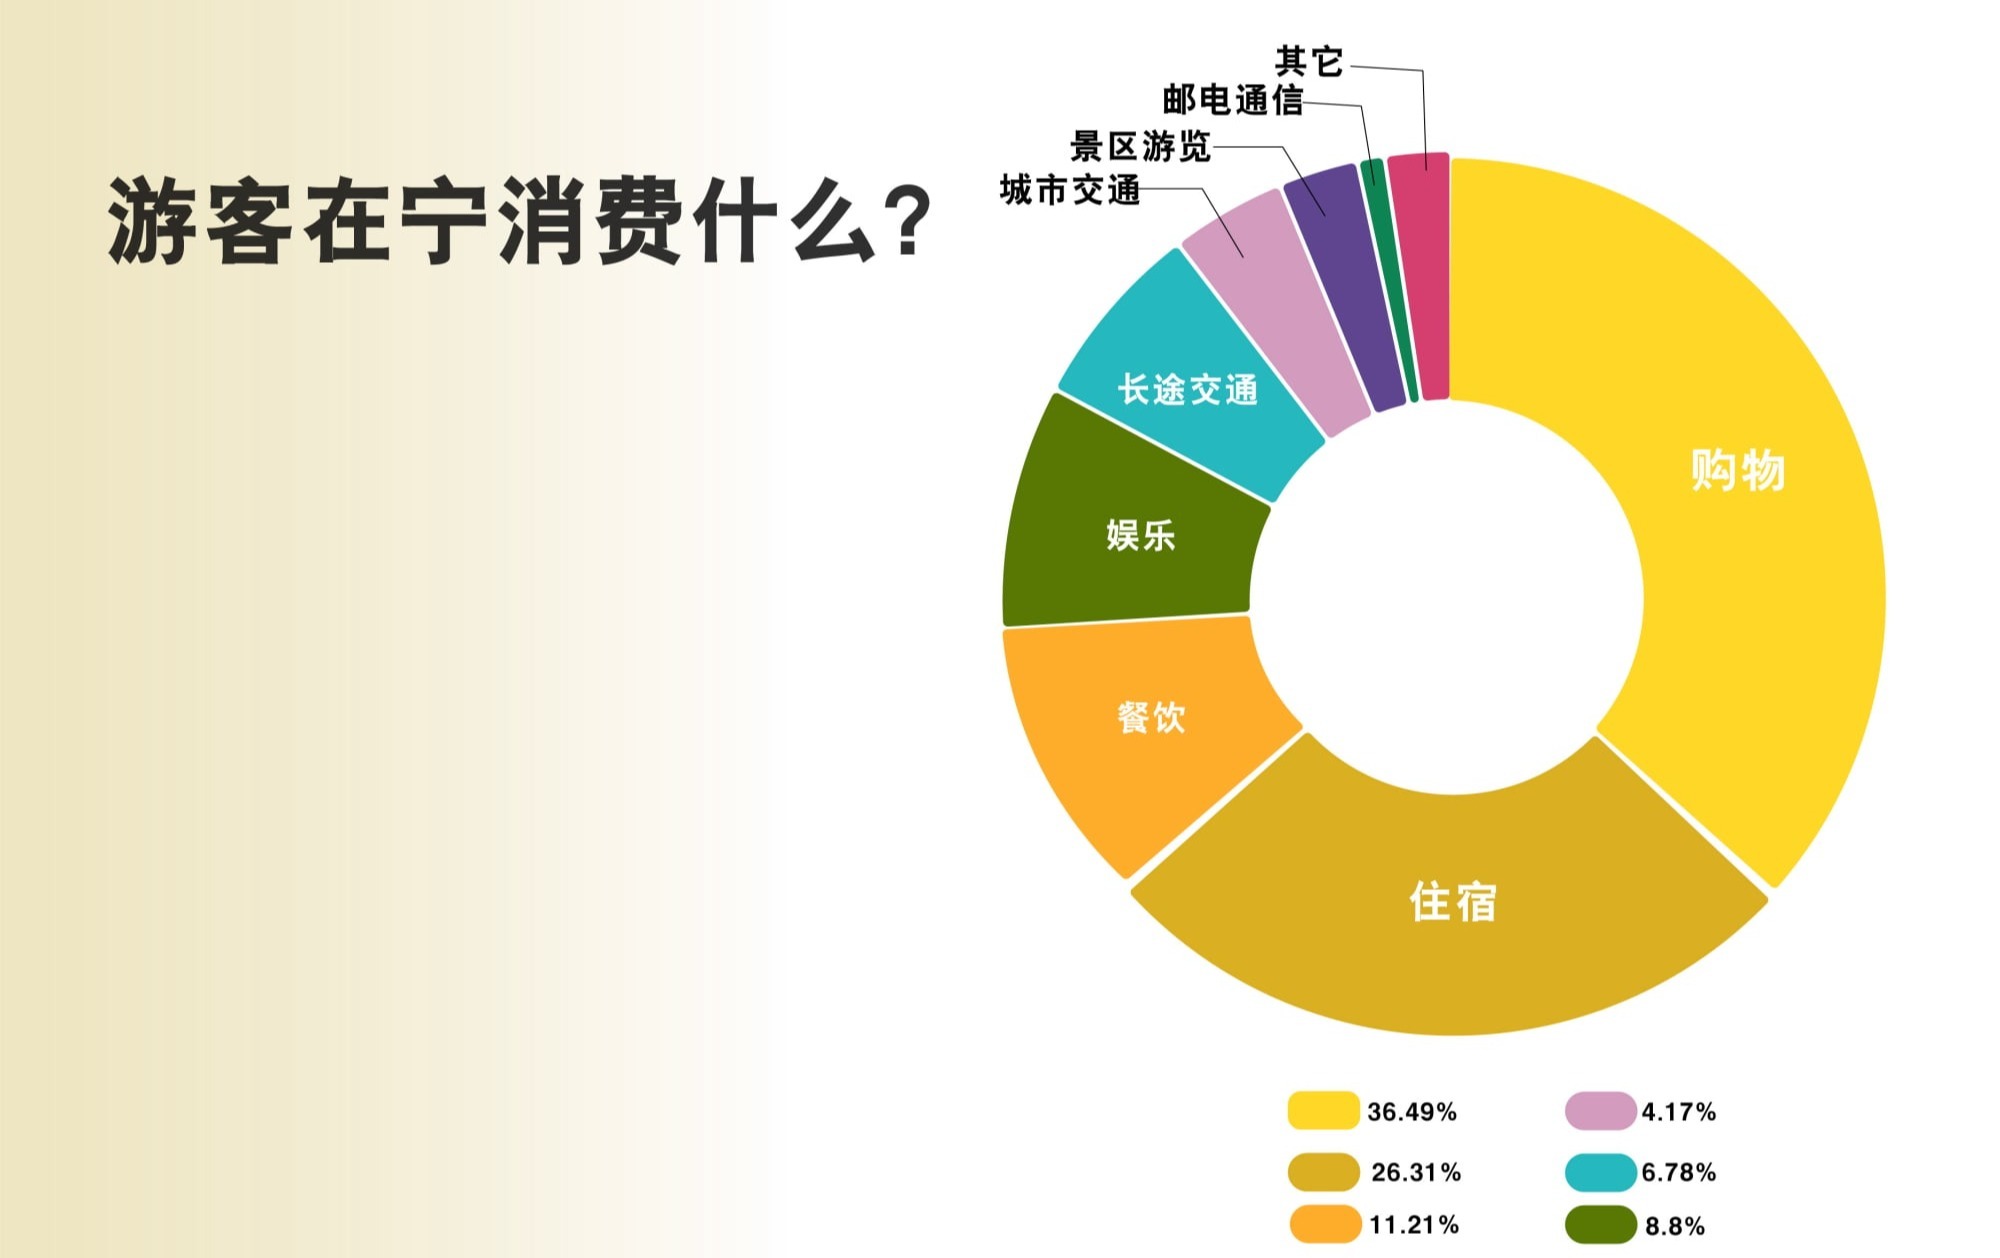 游客在宁消费什么?
其它
邮电通信
景区游览
城市交通
长途交通
购物
娱乐
餐饮
住宿
36.49%
4.17%
26.31%
6.78%
11.21%
8.8%